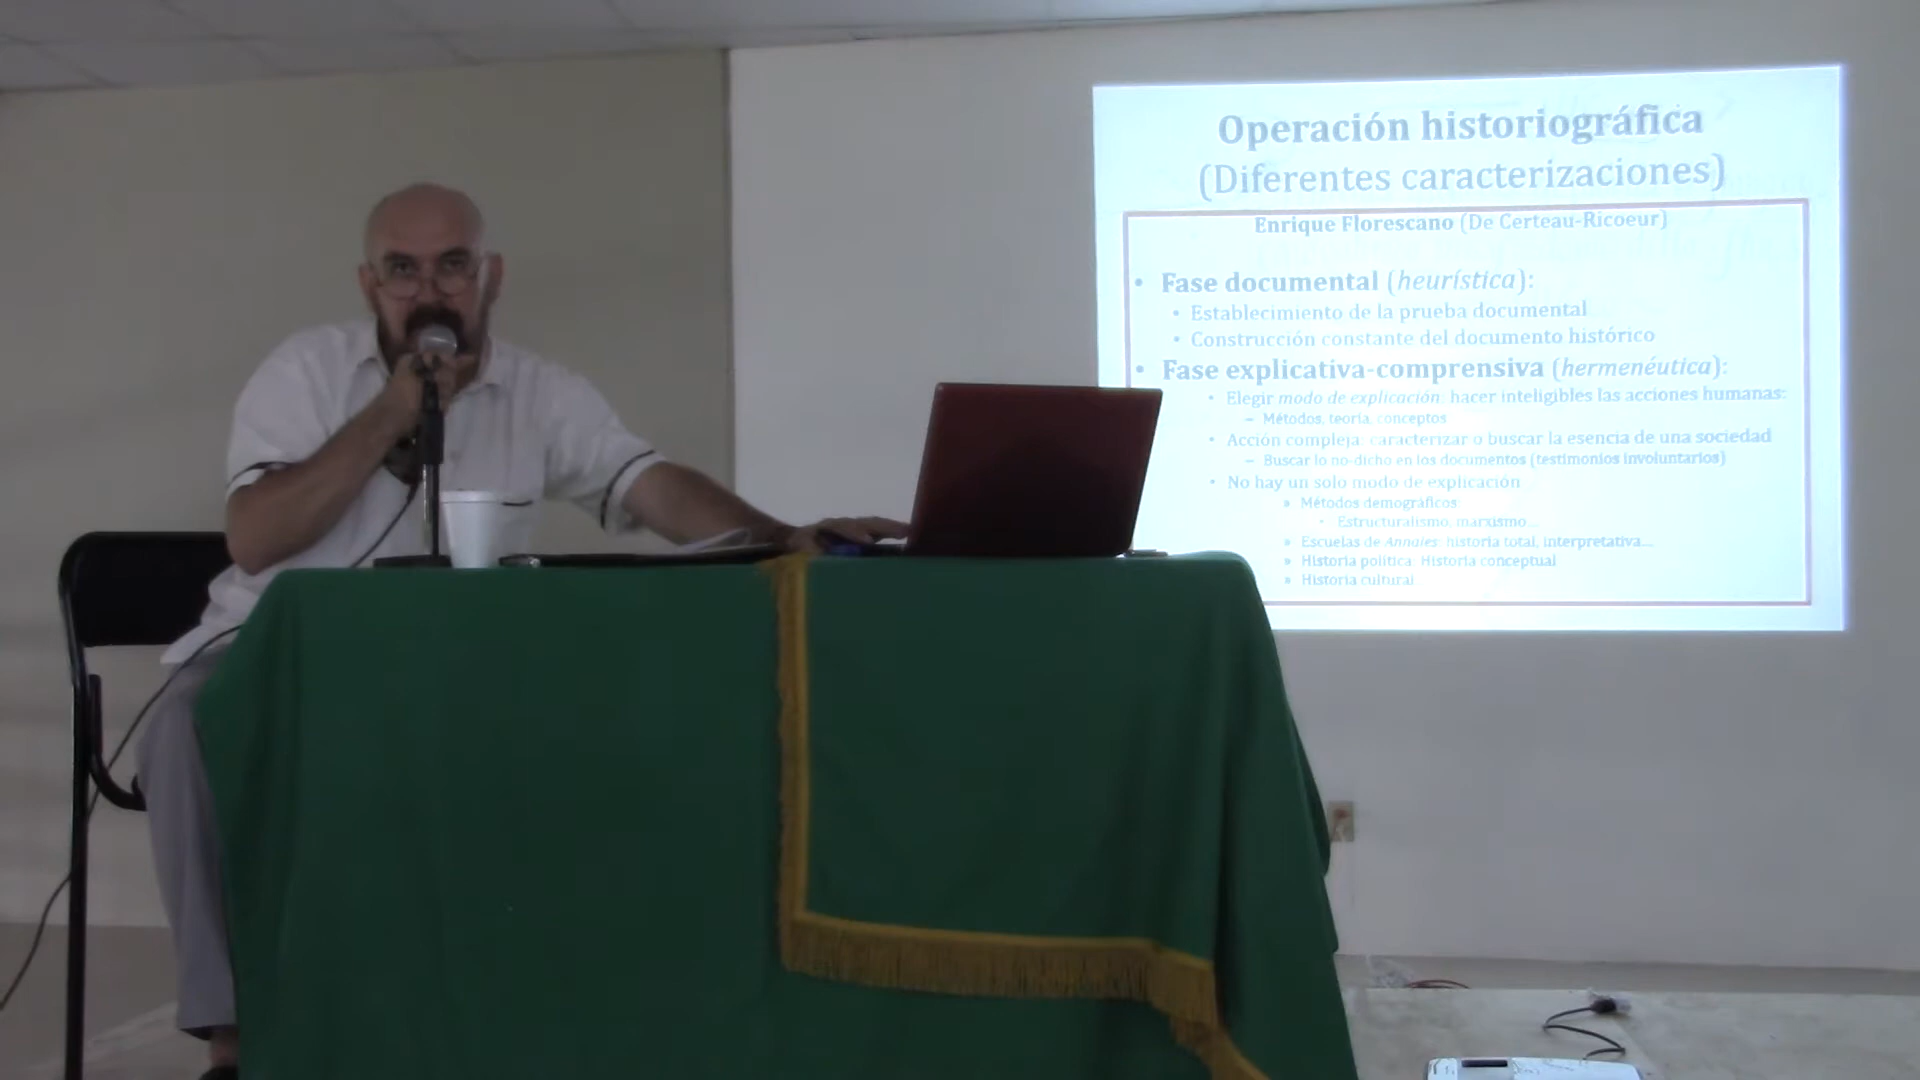 Operación historiográfica
(Diferentes caracterizaciones)
Enrique Florescano (De Certeau-Ricoeur)
• Fase documental (heurística):
• Establecimiento de la prueba documental
• Construcción constante del documento histórico
• Fase explicativa-comprensiva (hermenéutica):
• Elegir modo de explicación: hacer inteligibles las acciones humanas:
– Métodos, teoría, conceptos
• Acción compleja: caracterizar o buscar la esencia de una sociedad
– Buscar lo no-dicho en los documentos (testimonios involuntarios)
• No hay un solo modo de explicación
» Métodos demográficos
• Estructuralismo, marxismo...
» Escuelas de Annales: historia total, interpretativa...
» Historia política: Historia conceptual
» Historia cultural